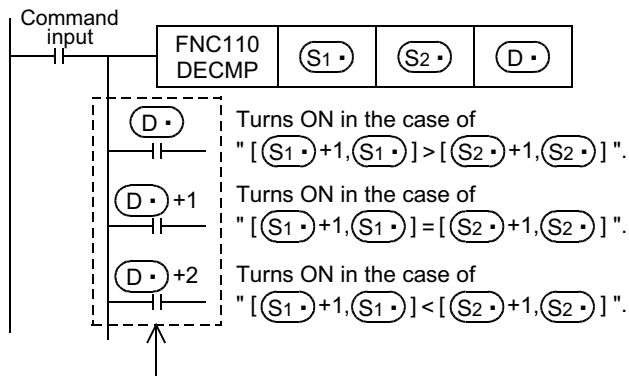 Command
input
FNC110
DECMP
S1 •
S2 •
D •
D •
Turns ON in the case of
" [ S1 • +1, S1 • ] > [ S2 • +1, S2 • ] ".
D • +1
Turns ON in the case of
" [ S1 • +1, S1 • ] = [ S2 • +1, S2 • ] ".
D • +2
Turns ON in the case of
" [ S1 • +1, S1 • ] < [ S2 • +1, S2 • ] ".